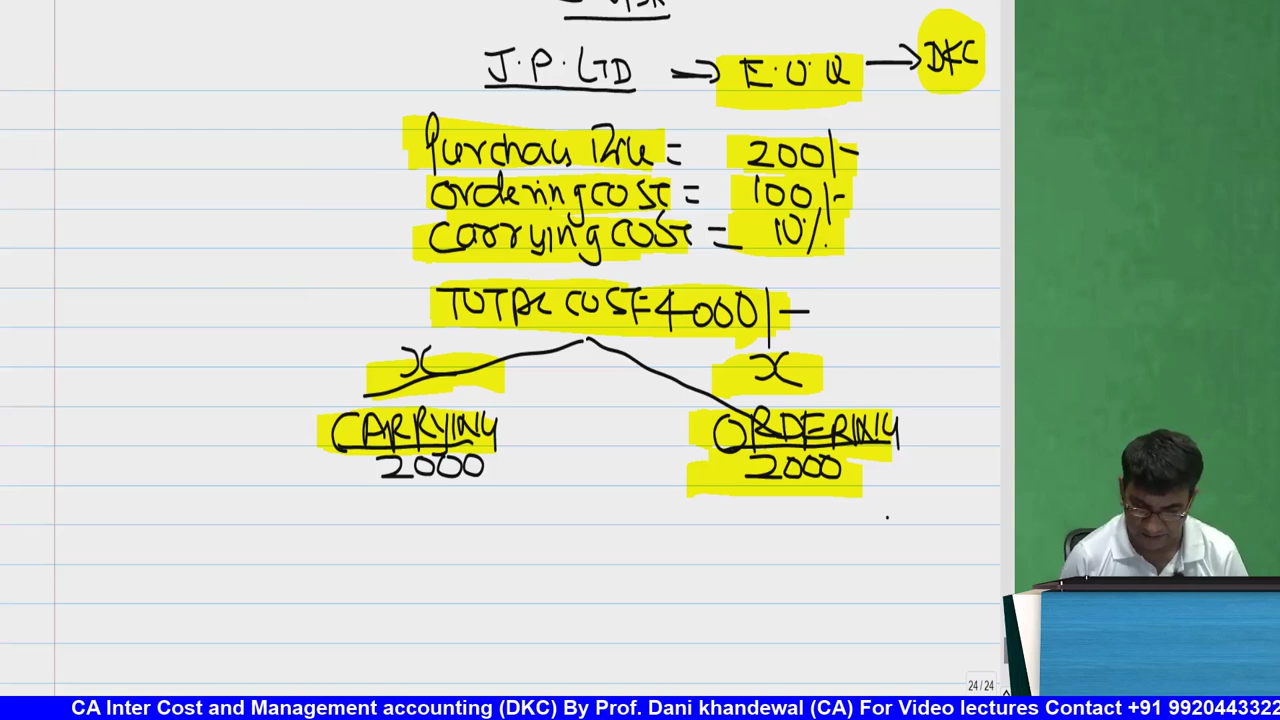 J.P. LTD → E.O.Q → DKC
Purchase Price = 200/-
ordering cost = 100/-
carrying cost = 10%
TOTAL COST = 4000/-
x x
CARRYING ORDERING
2000 2000
24 / 24
CA Inter Cost and Management accounting (DKC) By Prof. Dani khandewal (CA) For Video lectures Contact +91 9920443322